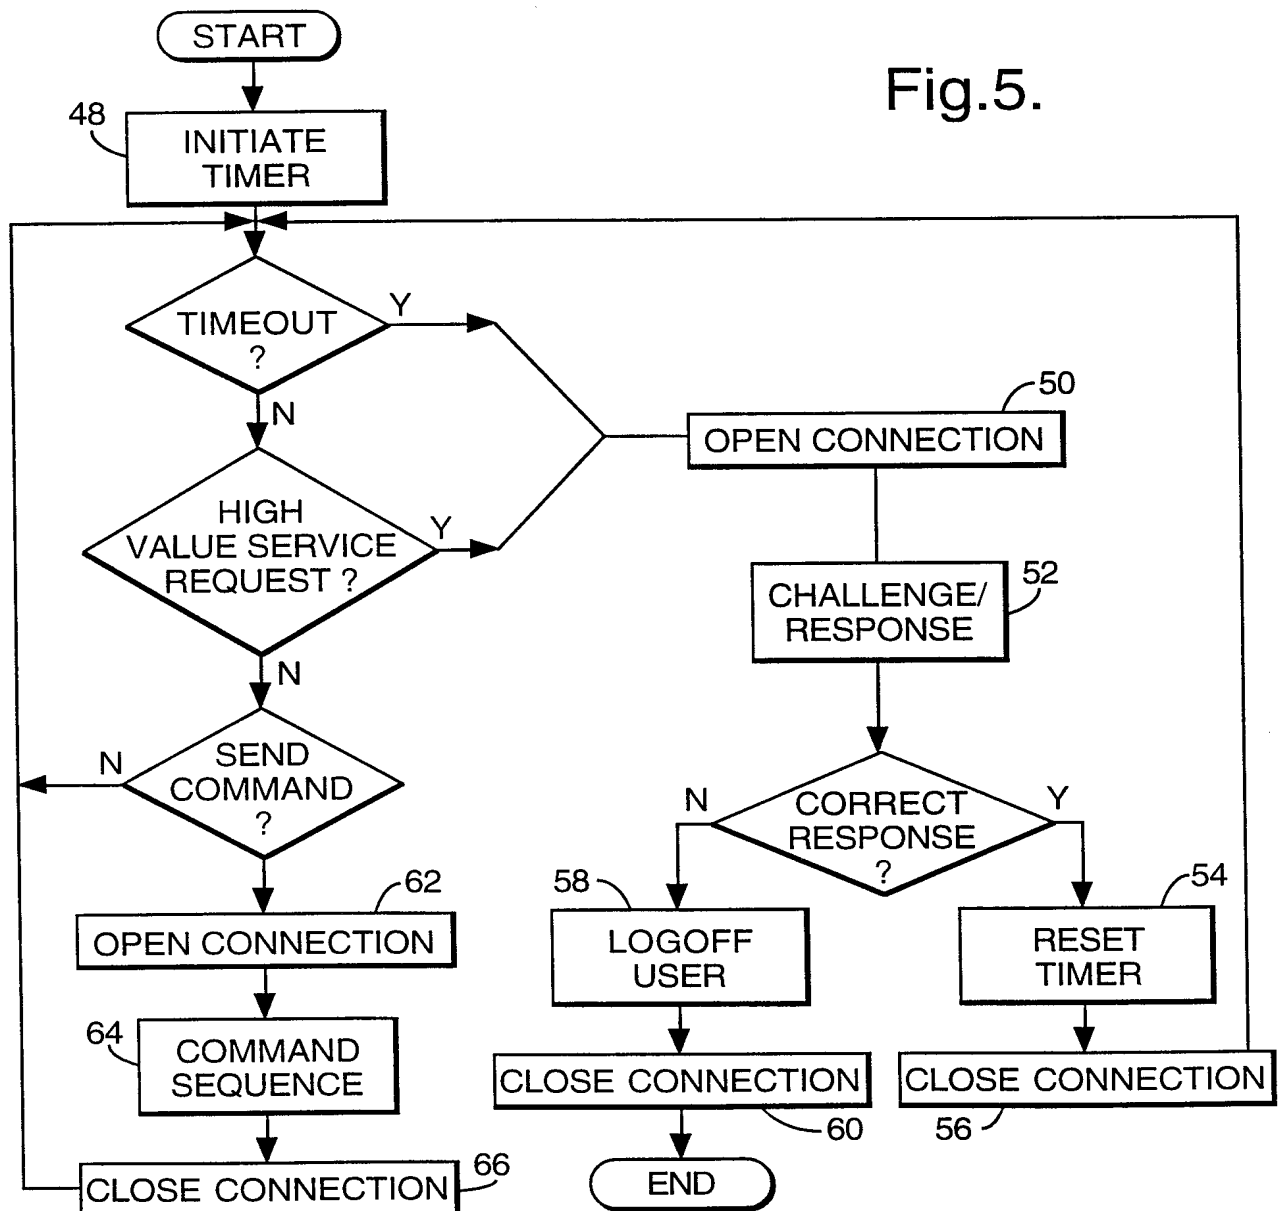 START
Fig.5.
48
INITIATE
TIMER
TIMEOUT
?
Y
N
50
OPEN CONNECTION
HIGH
VALUE SERVICE
REQUEST ?
Y
N
52
CHALLENGE/
RESPONSE
SEND
COMMAND
?
N
CORRECT
RESPONSE
?
N
Y
62
OPEN CONNECTION
58
LOGOFF
USER
54
RESET
TIMER
64
COMMAND
SEQUENCE
CLOSE CONNECTION
60
CLOSE CONNECTION
56
CLOSE CONNECTION
66
END